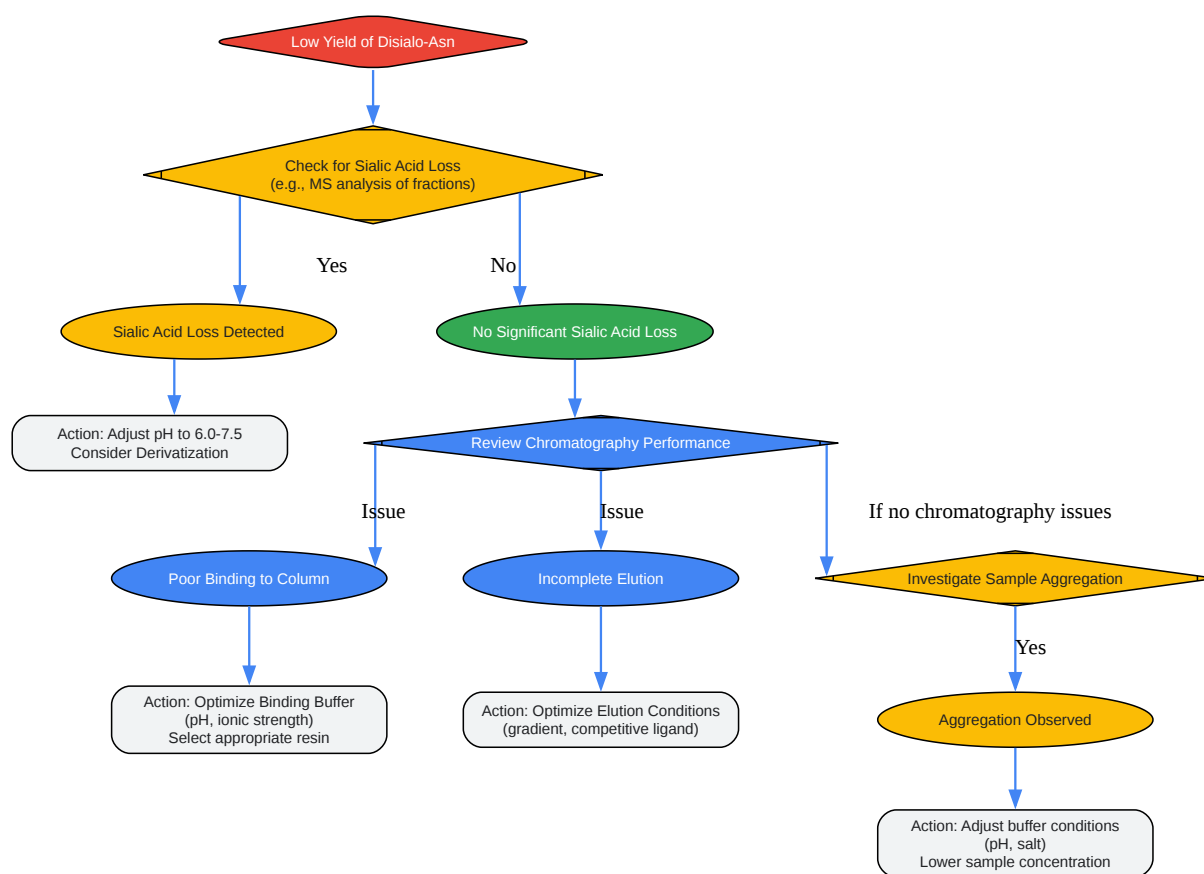 Low Yield of Disialo-Asn
Check for Sialic Acid Loss
(e.g., MS analysis of fractions)
Yes
No
Sialic Acid Loss Detected
No Significant Sialic Acid Loss
Action: Adjust pH to 6.0-7.5
Consider Derivatization
Review Chromatography Performance
Issue
Issue
If no chromatography issues
Poor Binding to Column
Incomplete Elution
Investigate Sample Aggregation
Yes
Action: Optimize Binding Buffer
(pH, ionic strength)
Select appropriate resin
Action: Optimize Elution Conditions
(gradient, competitive ligand)
Aggregation Observed
Action: Adjust buffer conditions
(pH, salt)
Lower sample concentration